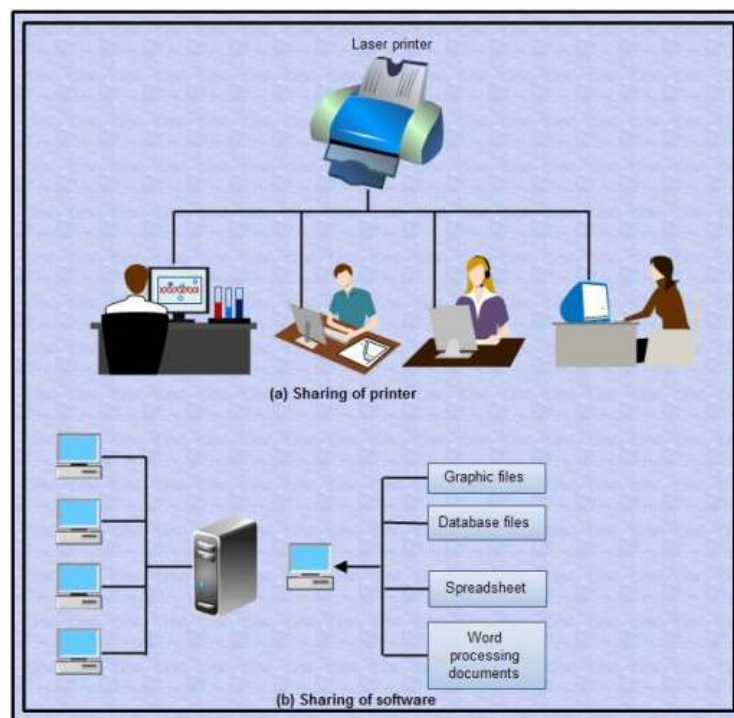 Laser printer
(a) Sharing of printer
Graphic files
Database files
Spreadsheet
Word
processing
documents
(b) Sharing of software